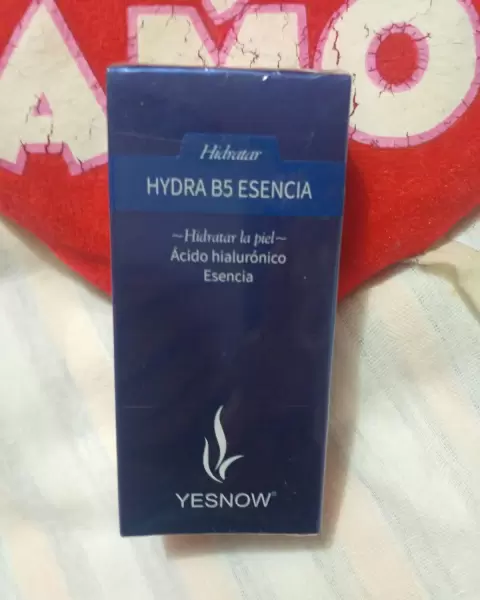 AMO
Hidratar
HYDRA B5 ESENCIA
~Hidratar la piel~
Ácido hialurónico
Esencia
YESNOW®